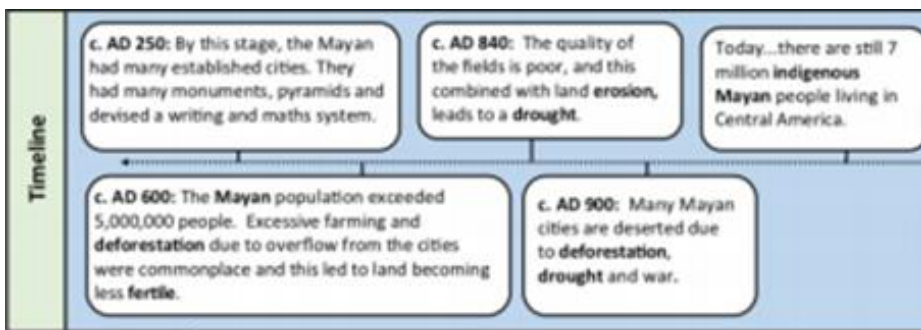 Timeline
c. AD 250: By this stage, the Mayan
had many established cities. They
had many monuments, pyramids and
devised a writing and maths system.
c. AD 840: The quality of
the fields is poor, and this
combined with land erosion,
leads to a drought.
Today...there are still 7
million indigenous
Mayan people living in
Central America.
c. AD 600: The Mayan population exceeded
5,000,000 people. Excessive farming and
deforestation due to overflow from the cities
were commonplace and this led to land becoming
less fertile.
c. AD 900: Many Mayan
cities are deserted due
to deforestation,
drought and war.